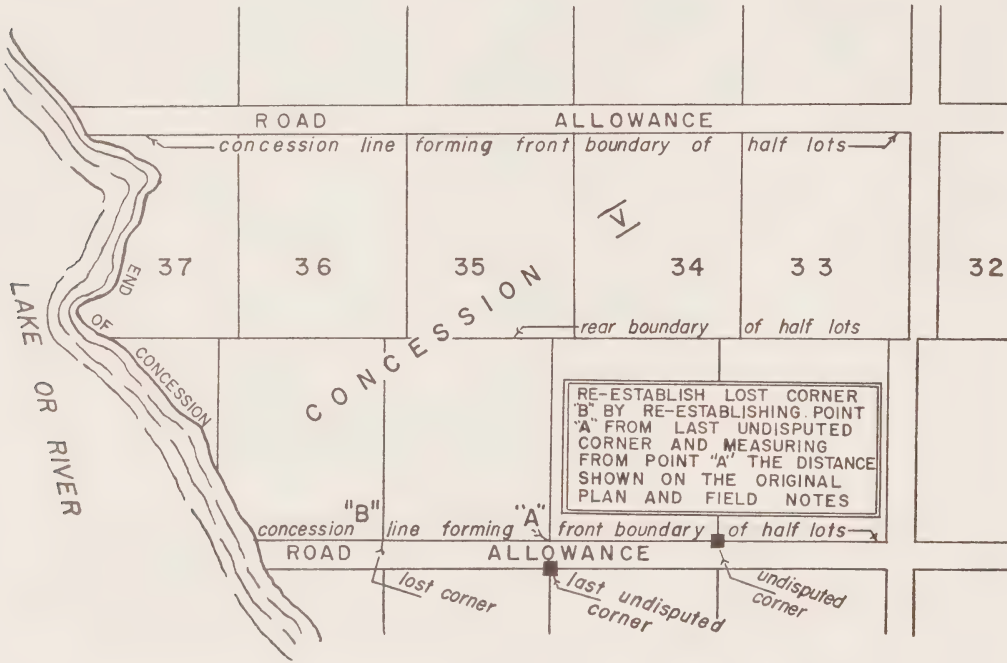 ROAD ALLOWANCE
concession line forming front boundary of half lots
V
37 36 35 34 33 32
END OF CONCESSION
LAKE OR RIVER
CONCESSION
rear boundary of half lots
RE-ESTABLISH LOST CORNER
"B" BY RE-ESTABLISHING POINT
"A" FROM LAST UNDISPUTED
CORNER AND MEASURING
FROM POINT "A" THE DISTANCE
SHOWN ON THE ORIGINAL
PLAN AND FIELD NOTES
"B" "A"
concession line forming front boundary of half lots
ROAD ALLOWANCE
lost corner
last undisputed
corner
undisputed
corner